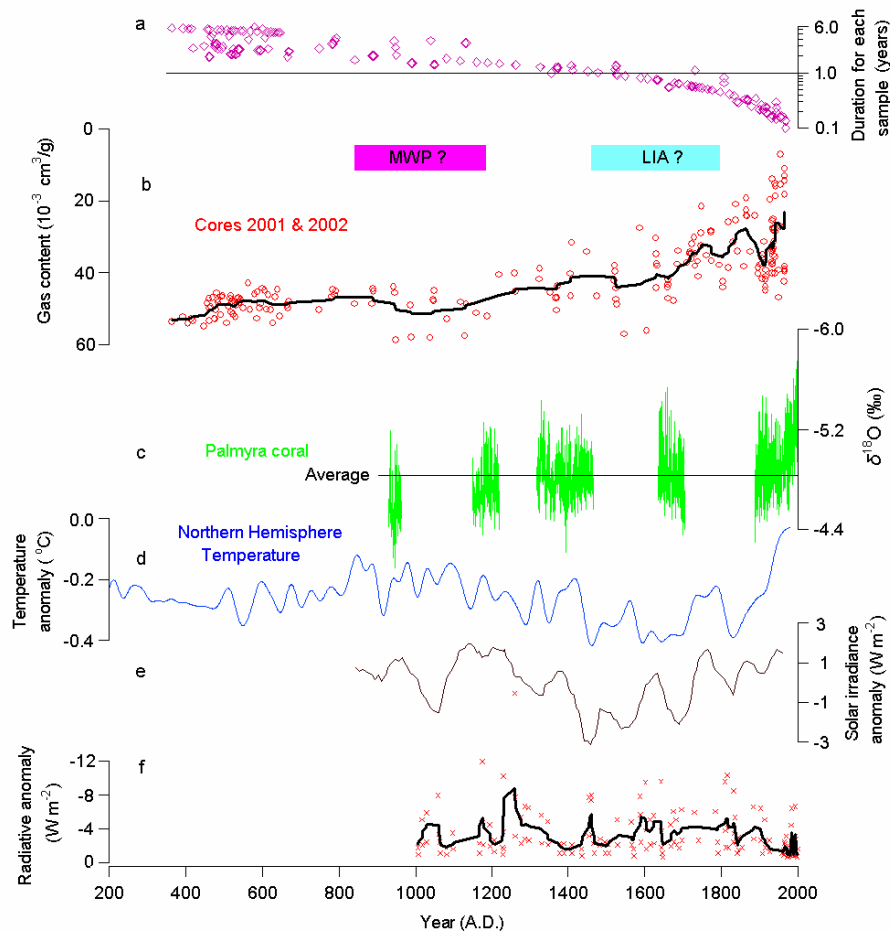 a
6.0
1.0
0.1
Duration for each
sample (years)
0
20
40
60
Gas content (10⁻³ cm³/g)
MWP ?
LIA ?
b
Cores 2001 & 2002
-6.0
-5.2
-4.4
δ¹⁸O (‰)
c
Palmyra coral
Average
0.0
-0.2
-0.4
Temperature
anomaly (°C)
Northern Hemisphere
Temperature
d
3
1
-1
-3
Solar irradiance
anomaly (W m⁻²)
e
f
-12
-8
-4
0
Radiative anomaly
(W m⁻²)
200 400 600 800 1000 1200 1400 1600 1800 2000
Year (A.D.)